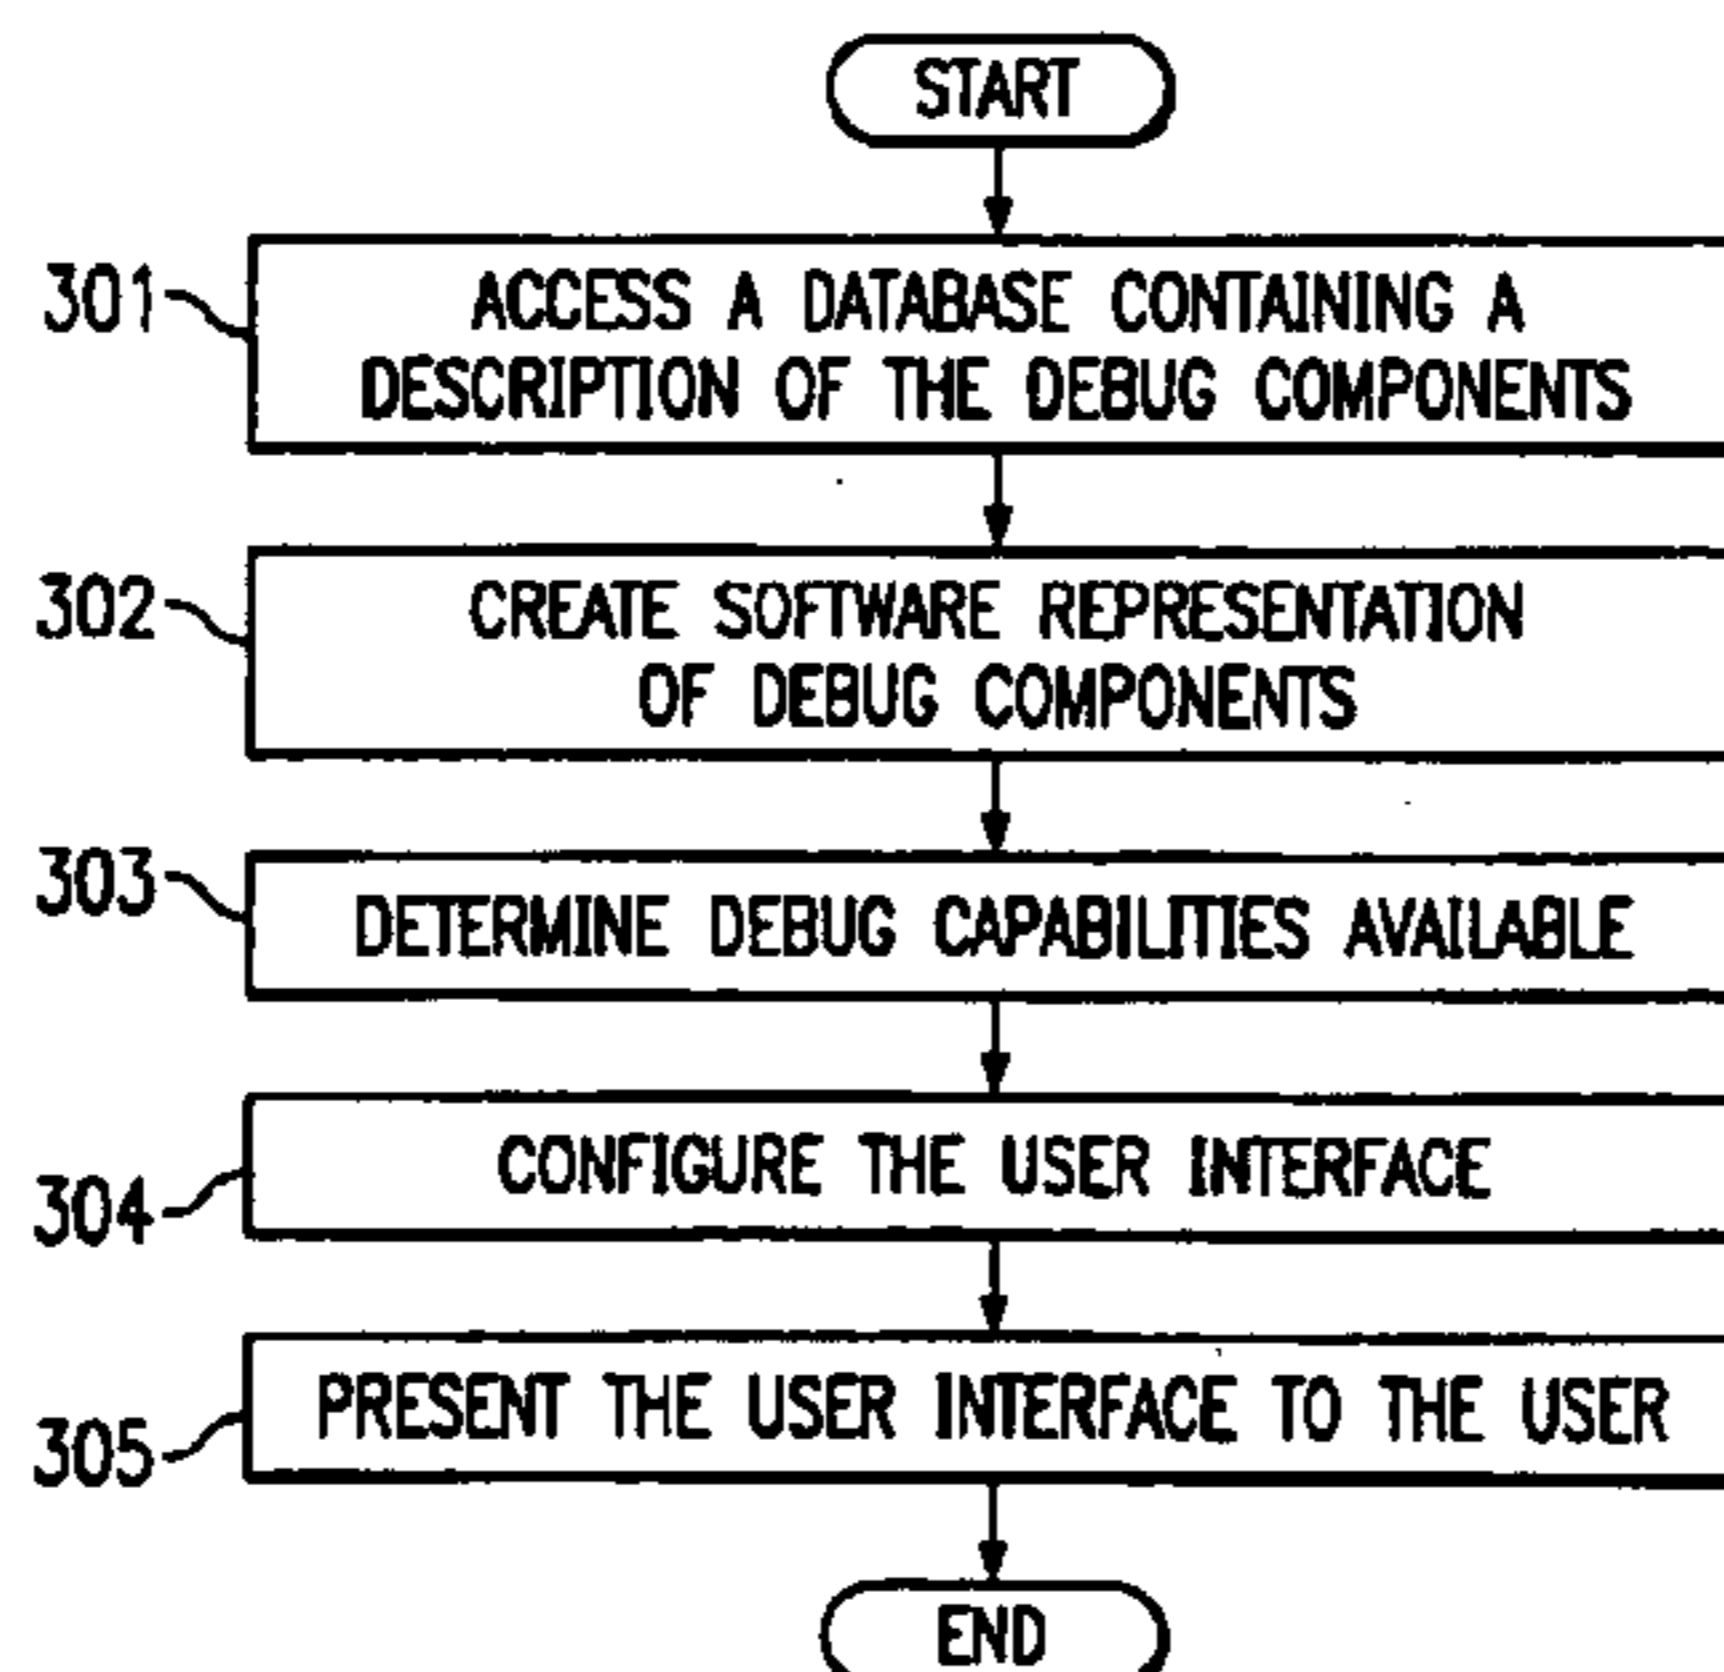 START
301
ACCESS A DATABASE CONTAINING A
DESCRIPTION OF THE DEBUG COMPONENTS
302
CREATE SOFTWARE REPRESENTATION
OF DEBUG COMPONENTS
303
DETERMINE DEBUG CAPABILITIES AVAILABLE
304
CONFIGURE THE USER INTERFACE
305
PRESENT THE USER INTERFACE TO THE USER
END